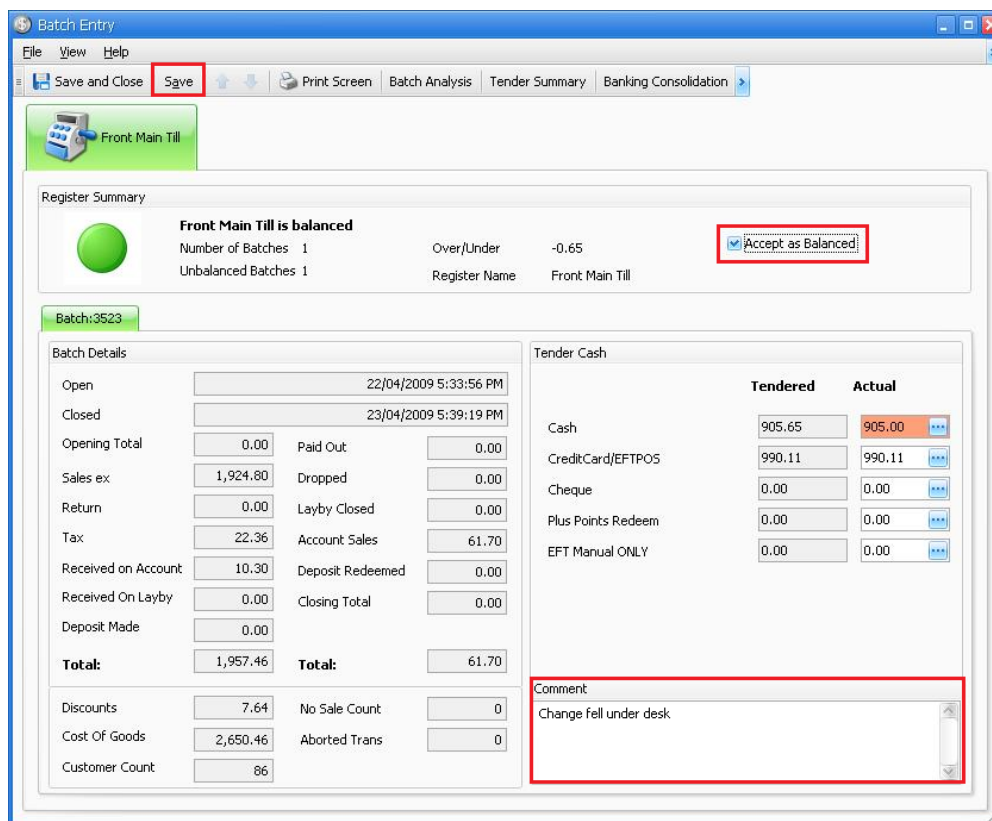 Batch Entry
File View Help
Save and Close Save Print Screen Batch Analysis Tender Summary Banking Consolidation
Front Main Till
Register Summary
Front Main Till is balanced
Number of Batches 1 Over/Under -0.65 Accept as Balanced
Unbalanced Batches 1 Register Name Front Main Till
Batch:3523
Batch Details
Open 22/04/2009 5:33:56 PM
Closed 23/04/2009 5:39:19 PM
Opening Total 0.00 Paid Out 0.00
Sales ex 1,924.80 Dropped 0.00
Return 0.00 Layby Closed 0.00
Tax 22.36 Account Sales 61.70
Received on Account 10.30 Deposit Redeemed 0.00
Received On Layby 0.00 Closing Total 0.00
Deposit Made 0.00
Total: 1,957.46 Total: 61.70
Discounts 7.64 No Sale Count 0
Cost Of Goods 2,650.46 Aborted Trans 0
Customer Count 86
Tender Cash
Tendered Actual
Cash 905.65 905.00
CreditCard/EFTPOS 990.11 990.11
Cheque 0.00 0.00
Plus Points Redeem 0.00 0.00
EFT Manual ONLY 0.00 0.00
Comment
Change fell under desk